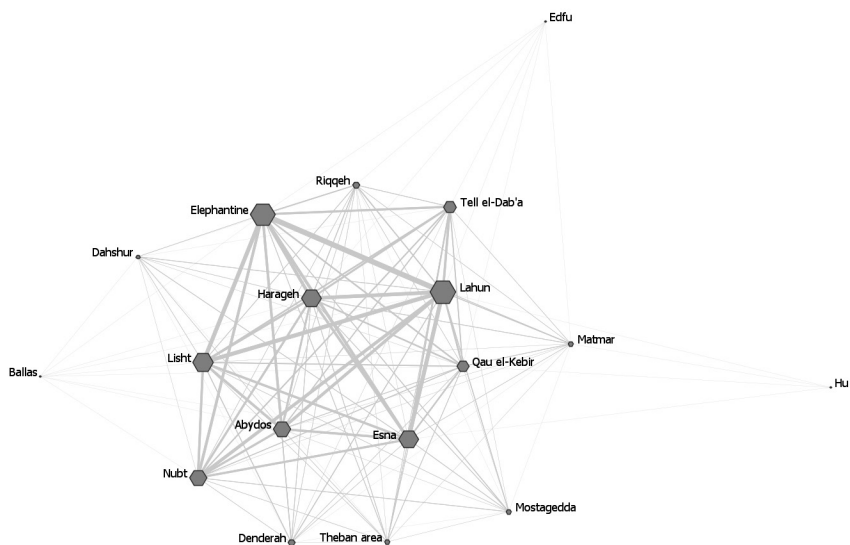 Edfu
Riqqeh
Elephantine
Tell el-Dab'a
Dahshur
Harageh
Lahun
Matmar
Lisht
Qau el-Kebir
Ballas
Hu
Abydos
Esna
Nubt
Mostagedda
Denderah
Theban area